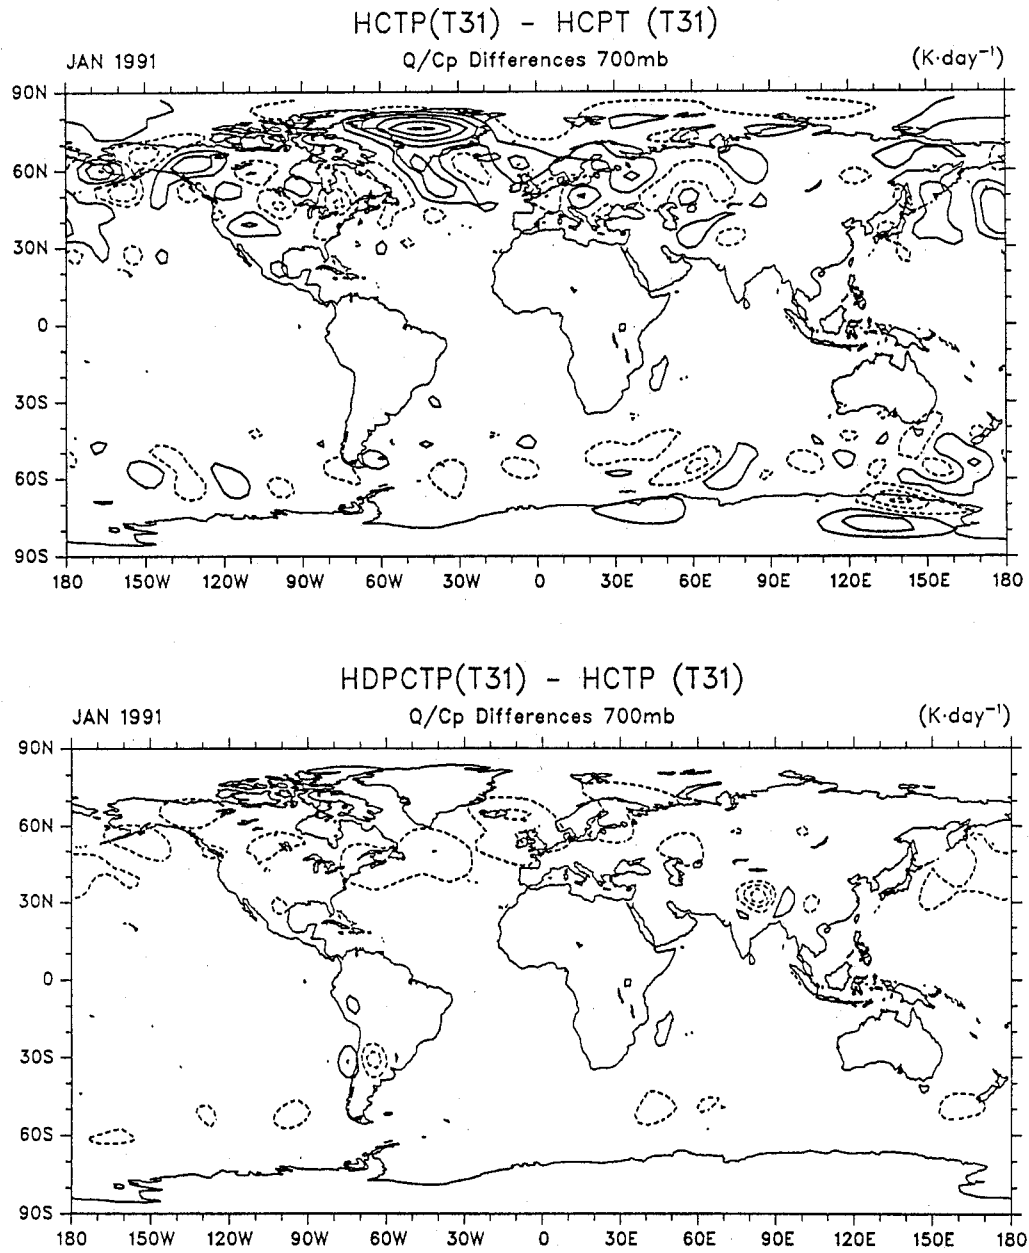 HCTP(T31) - HCPT (T31)
JAN 1991 Q/Cp Differences 700mb (K·day⁻¹)
90N
60N
30N
0
30S
60S
90S
180 150W 120W 90W 60W 30W 0 30E 60E 90E 120E 150E 180
HDPCTP(T31) - HCTP (T31)
JAN 1991 Q/Cp Differences 700mb (K·day⁻¹)
90N
60N
30N
0
30S
60S
90S
180 150W 120W 90W 60W 30W 0 30E 60E 90E 120E 150E 180